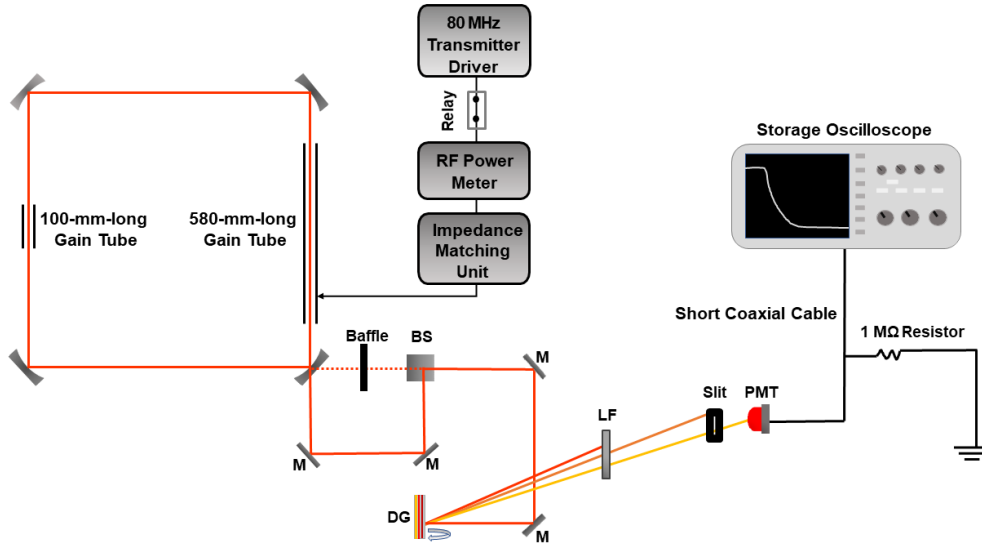 80 MHz
Transmitter
Driver
Relay
RF Power
Meter
Impedance
Matching
Unit
100-mm-long
Gain Tube
580-mm-long
Gain Tube
Storage Oscilloscope
Short Coaxial Cable
1 MΩ Resistor
Baffle
BS
M
M
M
LF
Slit
PMT
DG
M